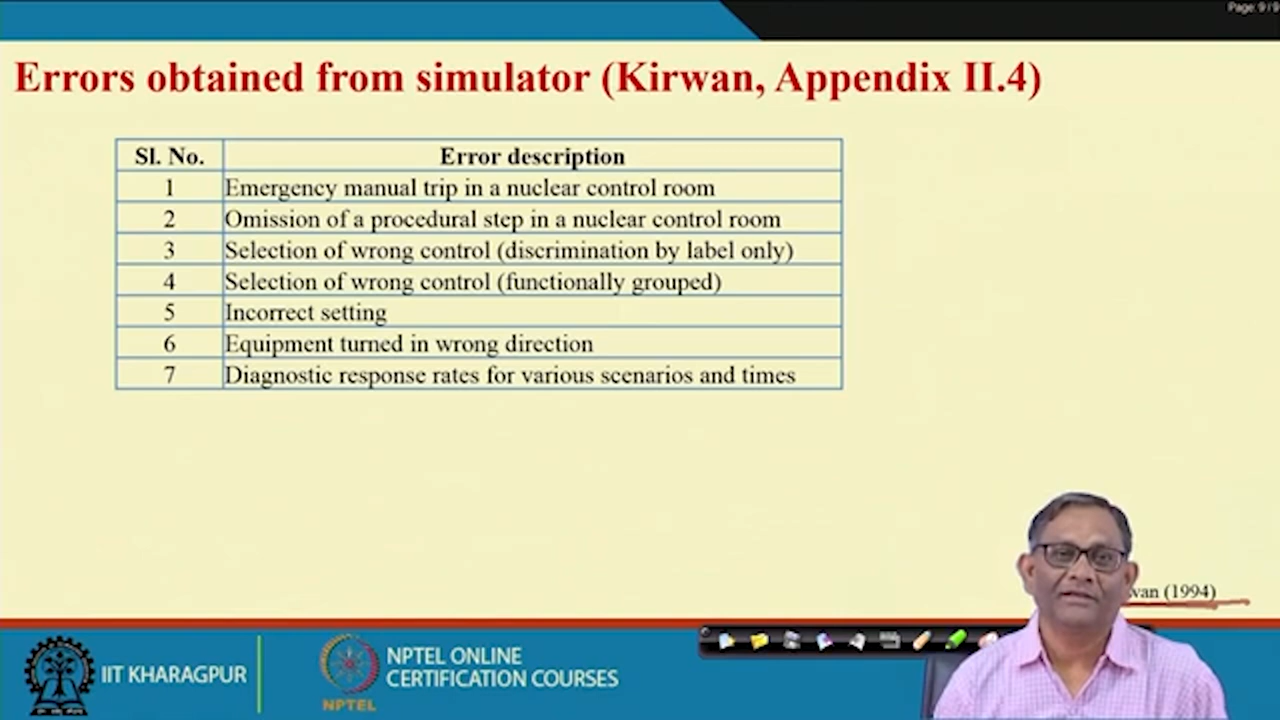 Page: 9 / 9
Errors obtained from simulator (Kirwan, Appendix II.4)
Sl. No. Error description
1 Emergency manual trip in a nuclear control room
2 Omission of a procedural step in a nuclear control room
3 Selection of wrong control (discrimination by label only)
4 Selection of wrong control (functionally grouped)
5 Incorrect setting
6 Equipment turned in wrong direction
7 Diagnostic response rates for various scenarios and times
(1994)
IIT KHARAGPUR
NPTEL
NPTEL ONLINE
CERTIFICATION COURSES